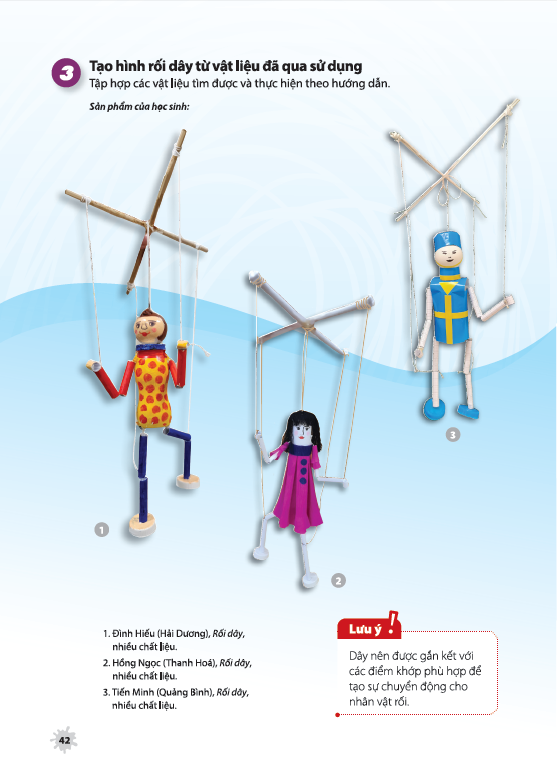 3
Tạo hình rối dây từ vật liệu đã qua sử dụng
Tập hợp các vật liệu tìm được và thực hiện theo hướng dẫn.
Sản phẩm của học sinh:
1
2
3
1. Đình Hiếu (Hải Dương), Rối dây,
nhiều chất liệu.
2. Hồng Ngọc (Thanh Hoá), Rối dây,
nhiều chất liệu.
3. Tiến Minh (Quảng Bình), Rối dây,
nhiều chất liệu.
Lưu ý !
Dây nên được gắn kết với
các điểm khớp phù hợp để
tạo sự chuyển động cho
nhân vật rối.
42